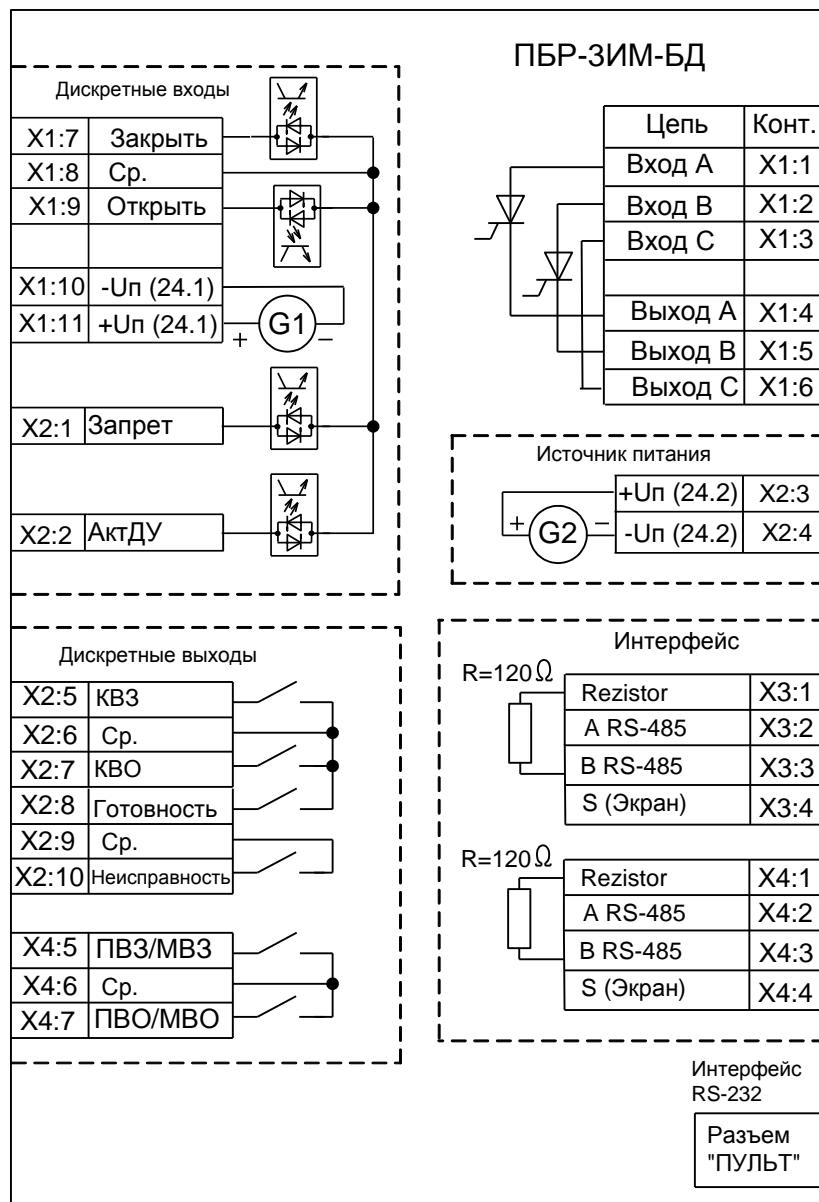 ПБР-3ИМ-БД
Дискретные входы
X1:7 Закрыть
X1:8 Ср.
X1:9 Открыть
X1:10 -Uп (24.1)
X1:11 +Uп (24.1)
+ G1 −
X2:1 Запрет
X2:2 АктДУ
Цепь Конт.
Вход А X1:1
Вход В X1:2
Вход С X1:3
Выход А X1:4
Выход В X1:5
Выход С X1:6
Источник питания
+Uп (24.2) X2:3
-Uп (24.2) X2:4
+ G2 −
Дискретные выходы
X2:5 КВЗ
X2:6 Ср.
X2:7 КВО
X2:8 Готовность
X2:9 Ср.
X2:10 Неисправность
X4:5 ПВЗ/МВЗ
X4:6 Ср.
X4:7 ПВО/МВО
Интерфейс
R=120Ω
Rezistor X3:1
A RS-485 X3:2
B RS-485 X3:3
S (Экран) X3:4
R=120Ω
Rezistor X4:1
A RS-485 X4:2
B RS-485 X4:3
S (Экран) X4:4
Интерфейс
RS-232
Разъем
"ПУЛЬТ"